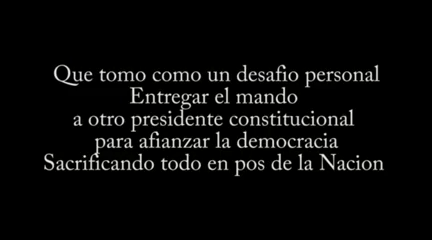 Que tomo como un desafio personal
Entregar el mando
a otro presidente constitucional
para afianzar la democracia
Sacrificando todo en pos de la Nacion